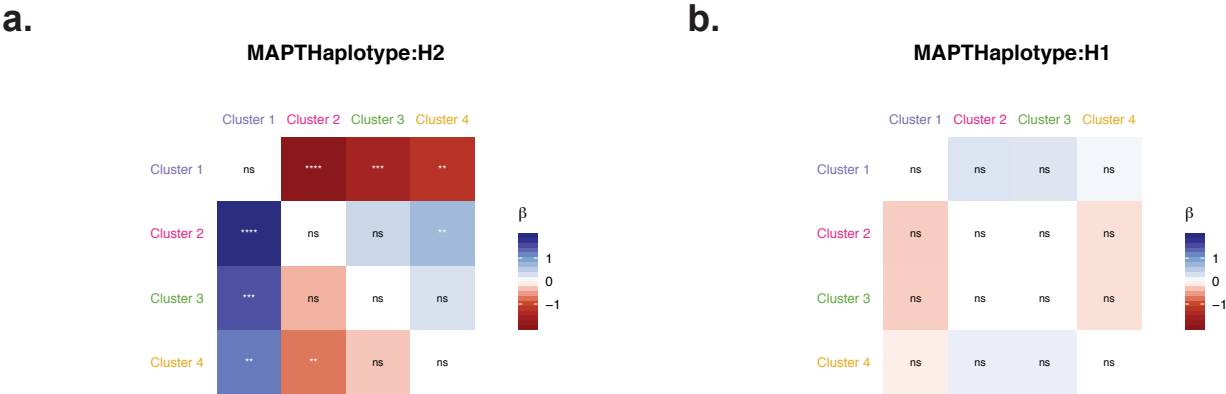 a.
MAPTHaplotype:H2
Cluster 1 Cluster 2 Cluster 3 Cluster 4
Cluster 1 ns **** *** **
Cluster 2 **** ns ns **
Cluster 3 *** ns ns ns
Cluster 4 ** ** ns ns
β
1
0
−1
b.
MAPTHaplotype:H1
Cluster 1 Cluster 2 Cluster 3 Cluster 4
Cluster 1 ns ns ns ns
Cluster 2 ns ns ns ns
Cluster 3 ns ns ns ns
Cluster 4 ns ns ns ns
β
1
0
−1